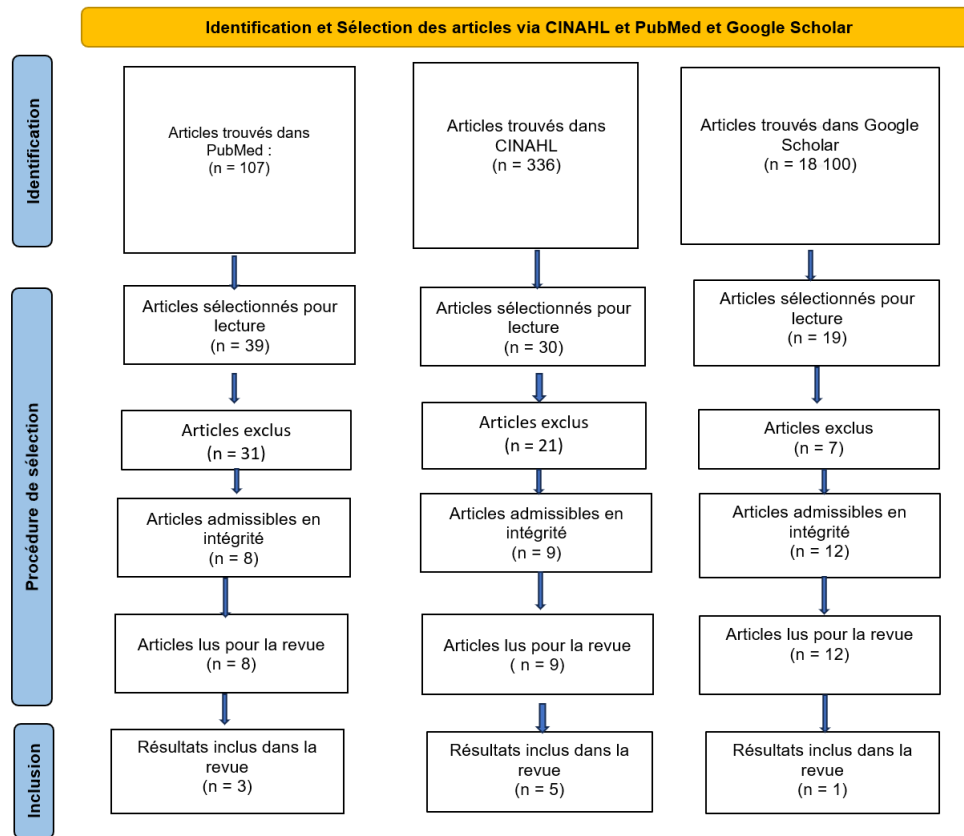 Identification et Sélection des articles via CINAHL et PubMed et Google Scholar
Identification
Articles trouvés dans
PubMed :
(n = 107)
Articles trouvés dans
CINAHL
(n = 336)
Articles trouvés dans Google
Scholar
(n = 18 100)
Procédure de sélection
Articles sélectionnés pour
lecture
(n = 39)
Articles sélectionnés pour
lecture
(n = 30)
Articles sélectionnés pour
lecture
(n = 19)
Articles exclus
(n = 31)
Articles exclus
(n = 21)
Articles exclus
(n = 7)
Articles admissibles en
intégrité
(n = 8)
Articles admissibles en
intégrité
(n = 9)
Articles admissibles en
intégrité
(n = 12)
Articles lus pour la revue
(n = 8)
Articles lus pour la revue
( n = 9)
Articles lus pour la revue
(n = 12)
Inclusion
Résultats inclus dans la
revue
(n = 3)
Résultats inclus dans la
revue
(n = 5)
Résultats inclus dans la
revue
(n = 1)